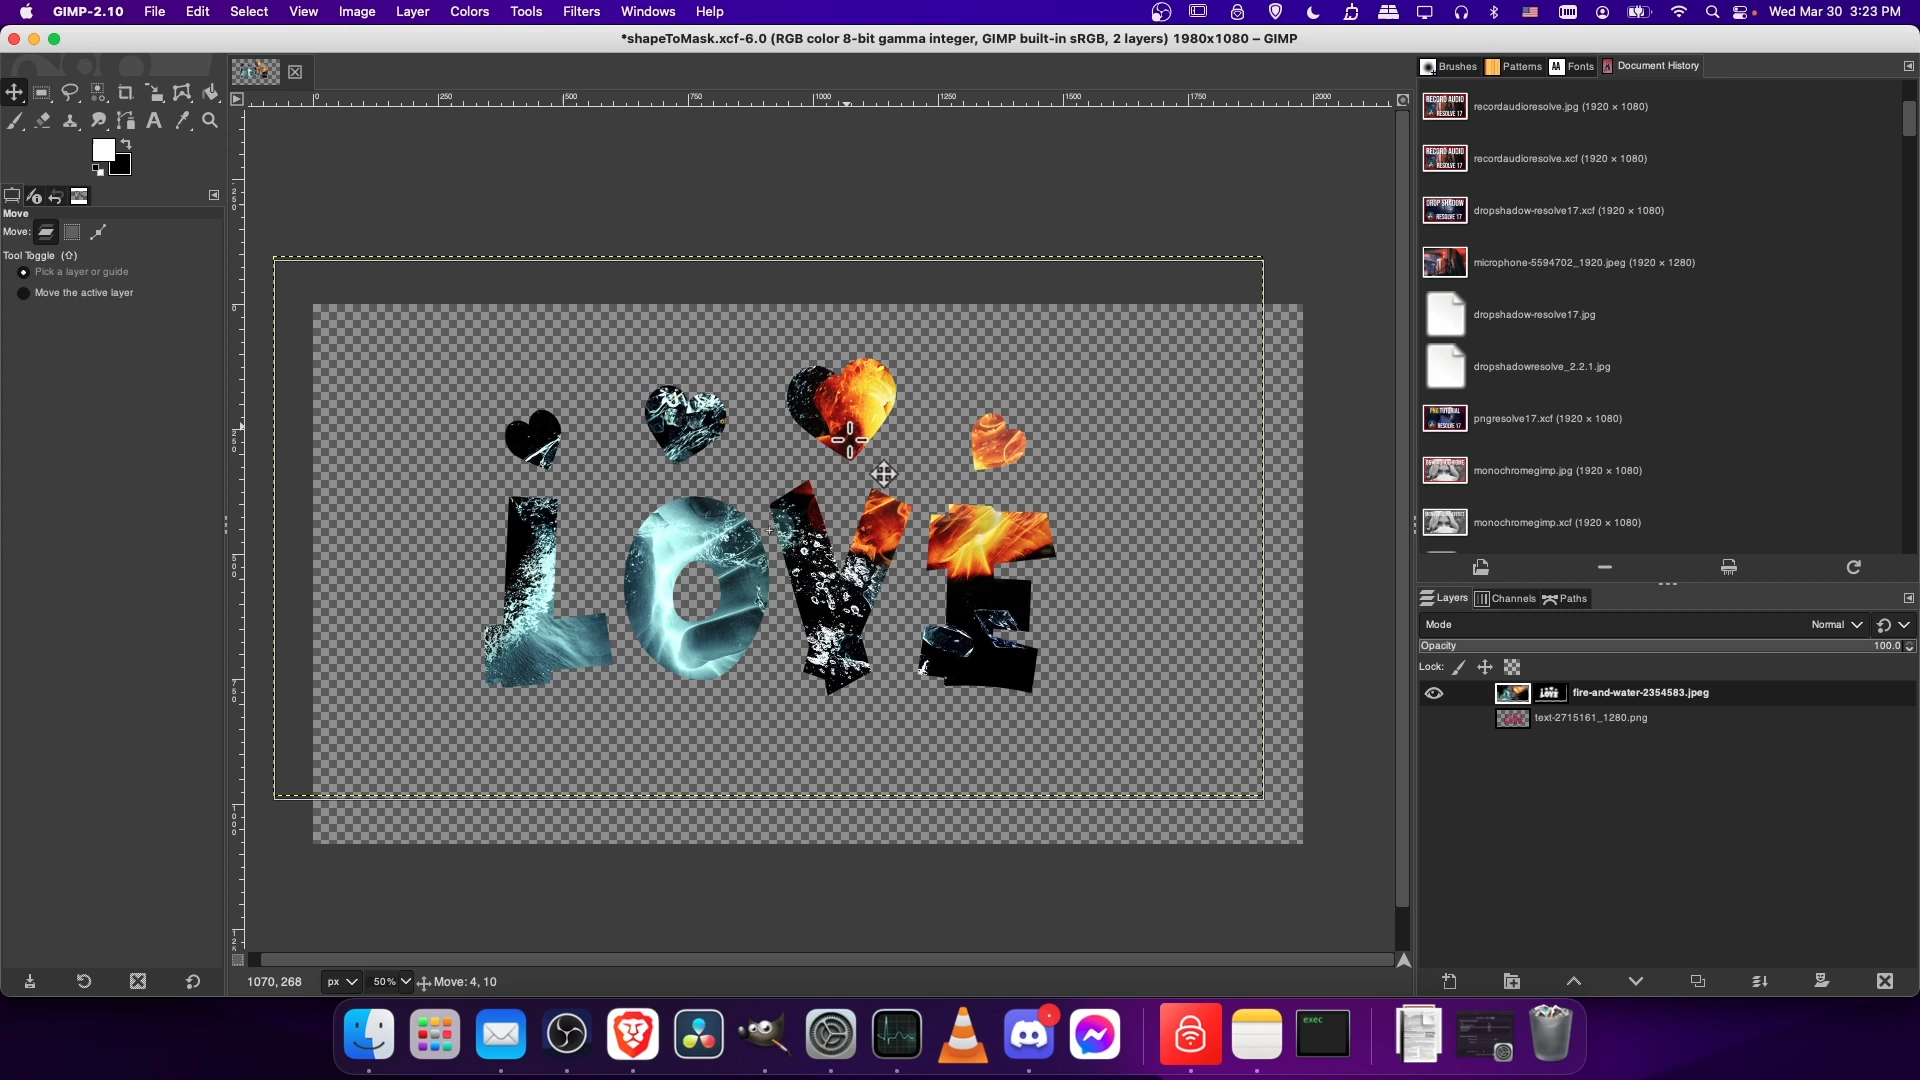 GIMP-2.10 File Edit Select View Image Layer Colors Tools Filters Windows Help
Wed Mar 30 3:23 PM
*shapeToMask.xcf-6.0 (RGB color 8-bit gamma integer, GIMP built-in sRGB, 2 layers) 1980x1080 – GIMP
Brushes Patterns Fonts Document History
0 250 500 750 1000 1250 1500 1750 2000
Move
Move:
Tool Toggle (⇧)
Pick a layer or guide
Move the active layer
LOVE
recordaudioresolve.jpg (1920 × 1080)
recordaudioresolve.xcf (1920 × 1080)
dropshadow-resolve17.xcf (1920 × 1080)
microphone-5594702_1920.jpeg (1920 × 1280)
dropshadow-resolve17.jpg
dropshadowresolve_2.2.1.jpg
pngresolve17.xcf (1920 × 1080)
monochromegimp.jpg (1920 × 1080)
monochromegimp.xcf (1920 × 1080)
Layers Channels Paths
Mode Normal
Opacity 100.0
Lock:
fire-and-water-2354583.jpeg
text-2715161_1280.png
1070, 268 px 50% Move: 4, 10
exec